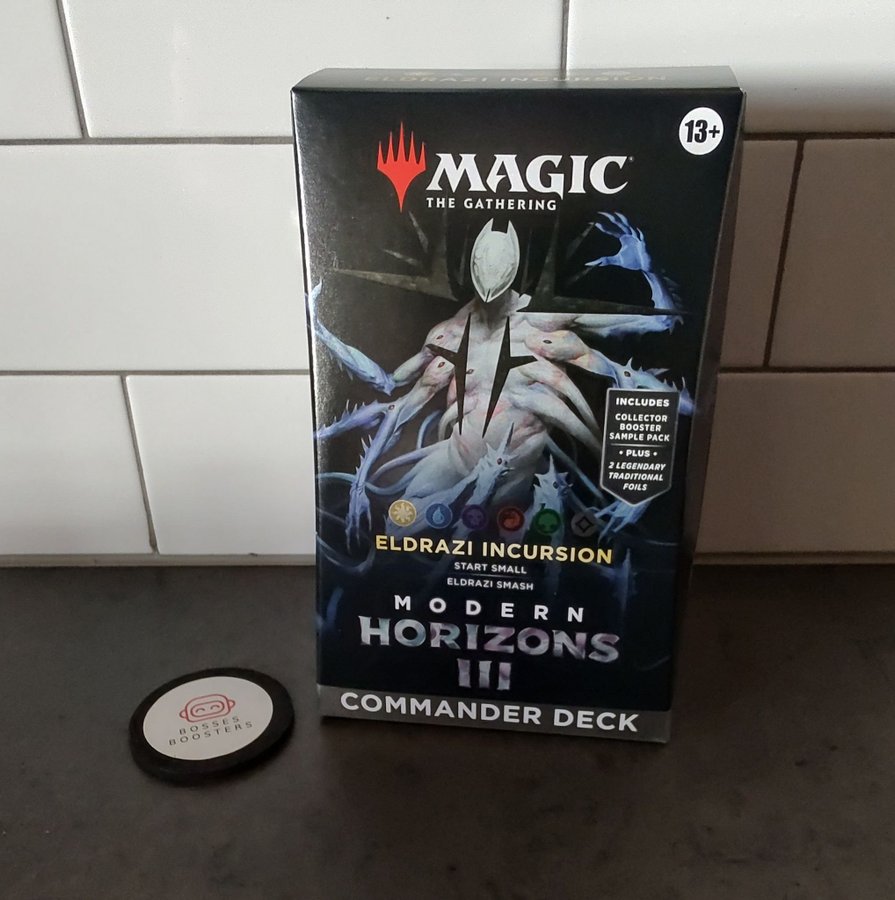 ELDRAZI INCURSION
13+
MAGIC
THE GATHERING
INCLUDES
COLLECTOR
BOOSTER
SAMPLE PACK
• PLUS •
2 LEGENDARY
TRADITIONAL
FOILS
ELDRAZI INCURSION
START SMALL
ELDRAZI SMASH
MODERN
HORIZONS
III
COMMANDER DECK
BOSSES
BOOSTERS